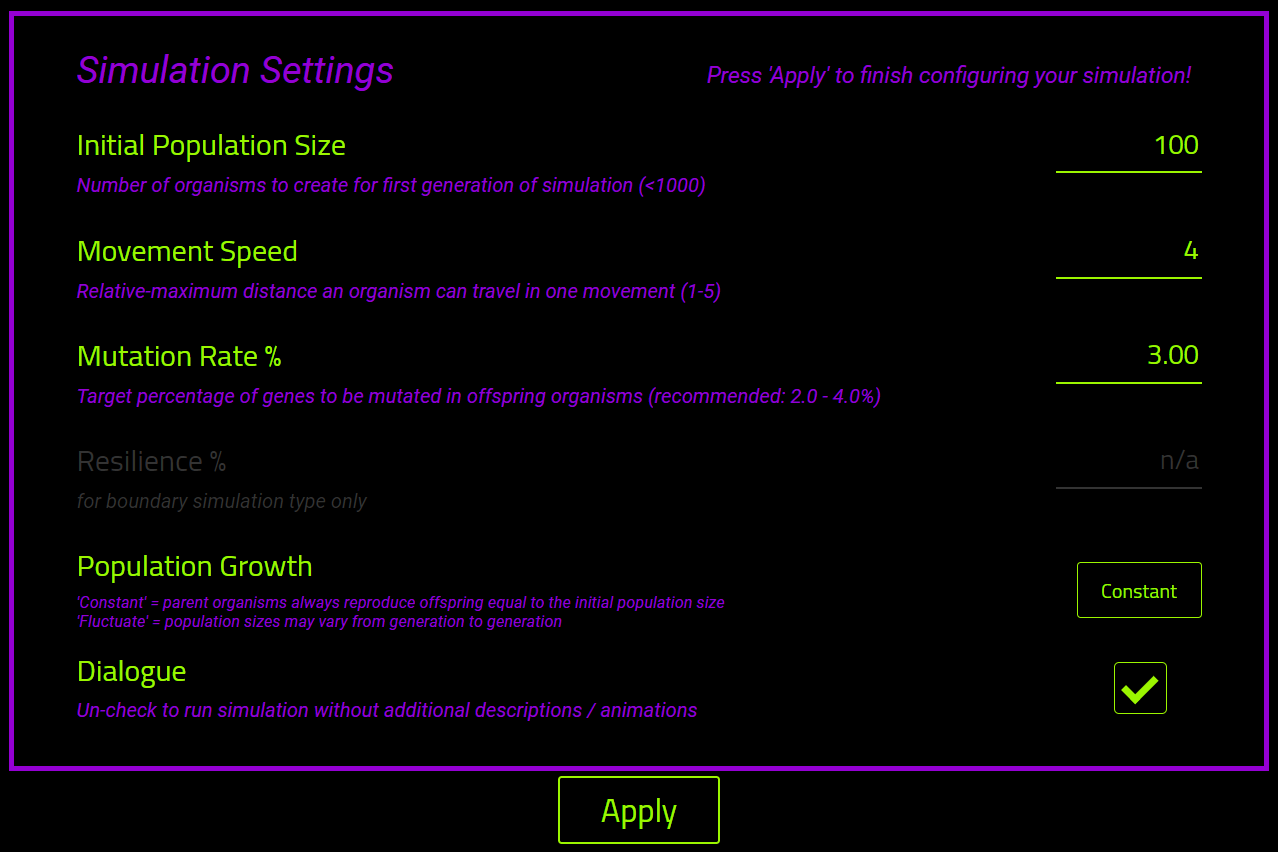 Simulation Settings
Press 'Apply' to finish configuring your simulation!
Initial Population Size
100
Number of organisms to create for first generation of simulation (<1000)
Movement Speed
4
Relative-maximum distance an organism can travel in one movement (1-5)
Mutation Rate %
3.00
Target percentage of genes to be mutated in offspring organisms (recommended: 2.0 - 4.0%)
Resilience %
n/a
for boundary simulation type only
Population Growth
Constant
'Constant' = parent organisms always reproduce offspring equal to the initial population size
'Fluctuate' = population sizes may vary from generation to generation
Dialogue
Un-check to run simulation without additional descriptions / animations
Apply